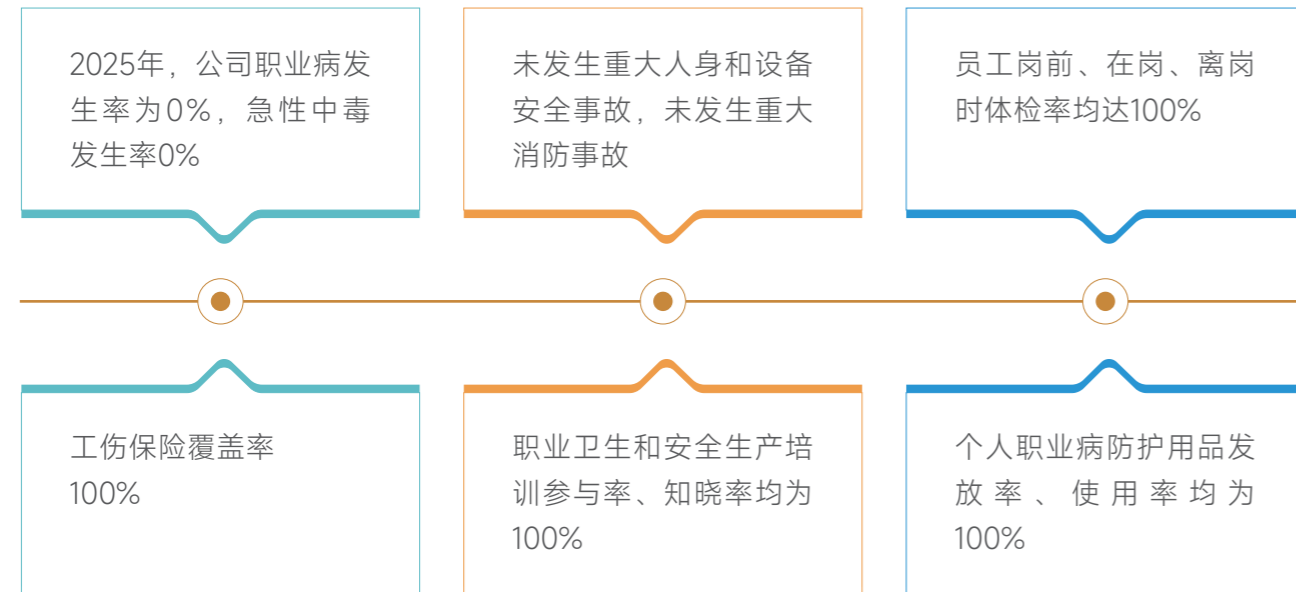 2025年，公司职业病发
生率为0%，急性中毒
发生率0%
未发生重大人身和设备
安全事故，未发生重大
消防事故
员工岗前、在岗、离岗
时体检率均达100%
工伤保险覆盖率
100%
职业卫生和安全生产培
训参与率、知晓率均为
100%
个人职业病防护用品发
放率、使用率均为
100%